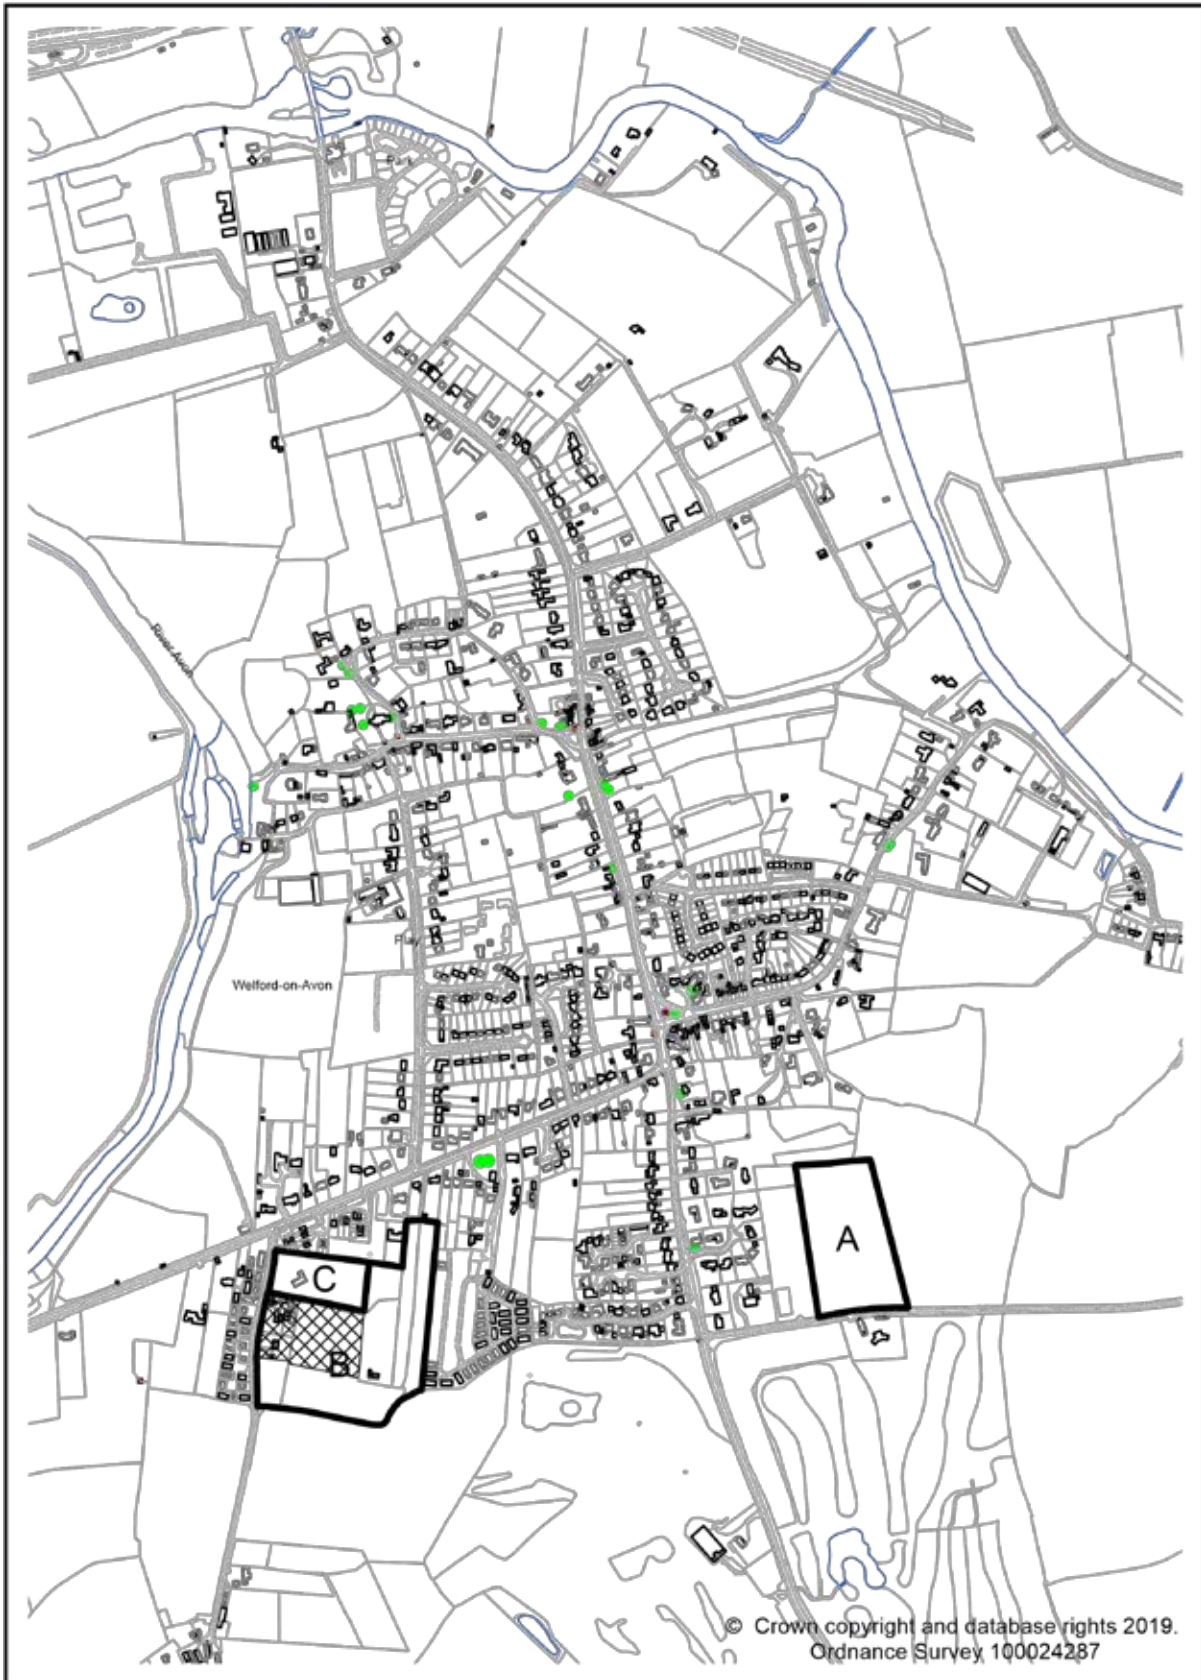 River Avon
Play
Welford-on-Avon
A
C
B
© Crown copyright and database rights 2019.
Ordnance Survey 100024287